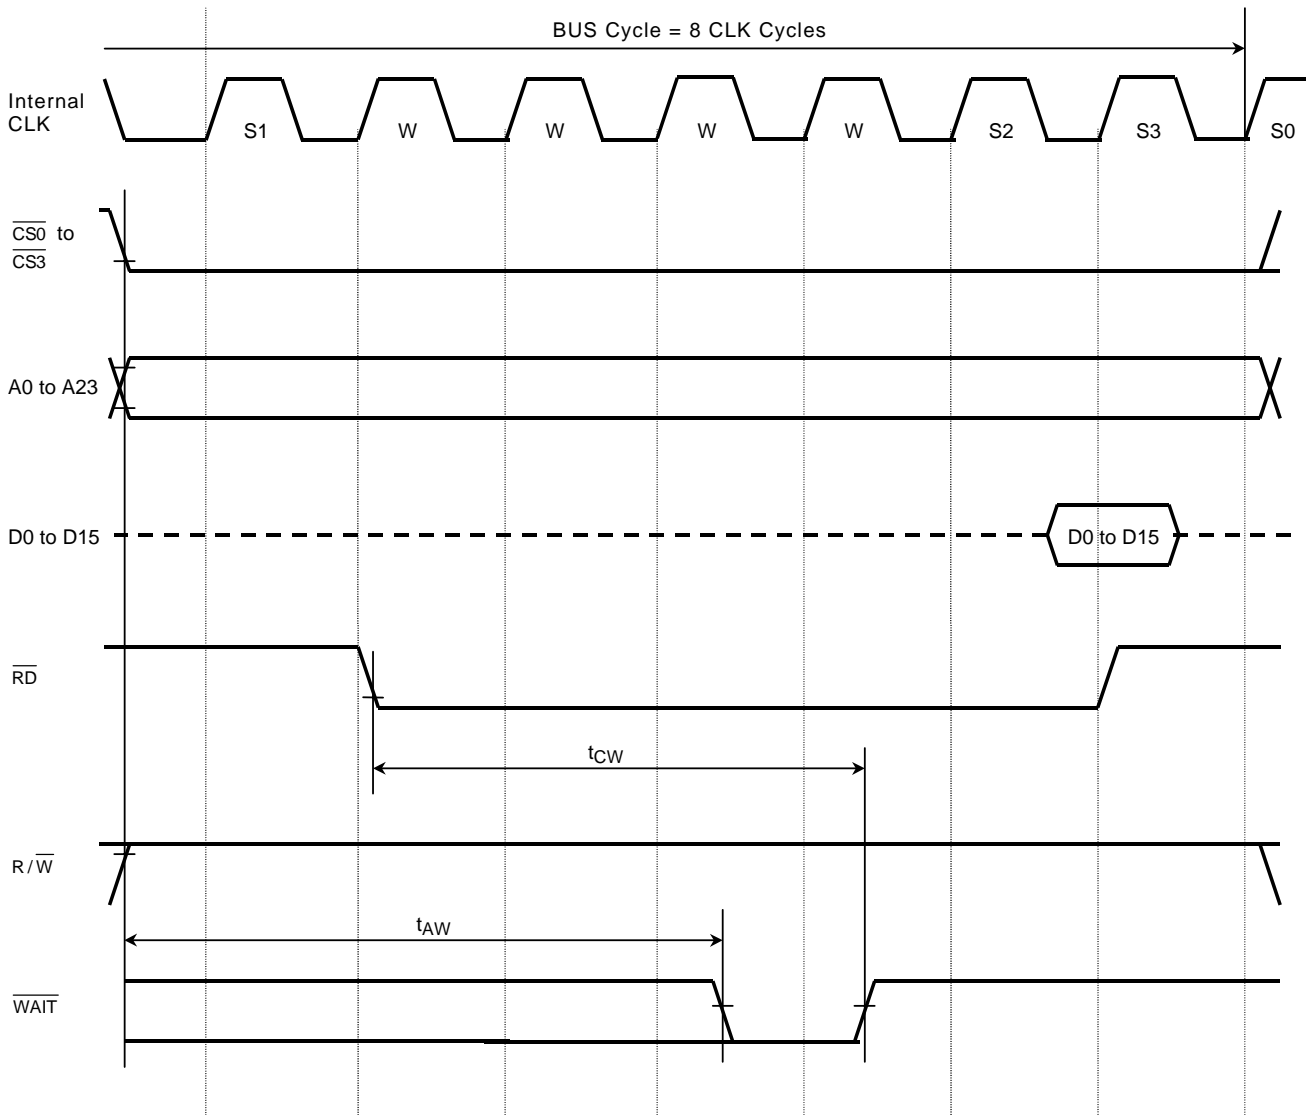 BUS Cycle = 8 CLK Cycles
Internal
CLK
S1 W W W W S2 S3 S0
CS0 to
CS3
A0 to A23
D0 to D15
D0 to D15
RD
tCW
R/W
tAW
WAIT